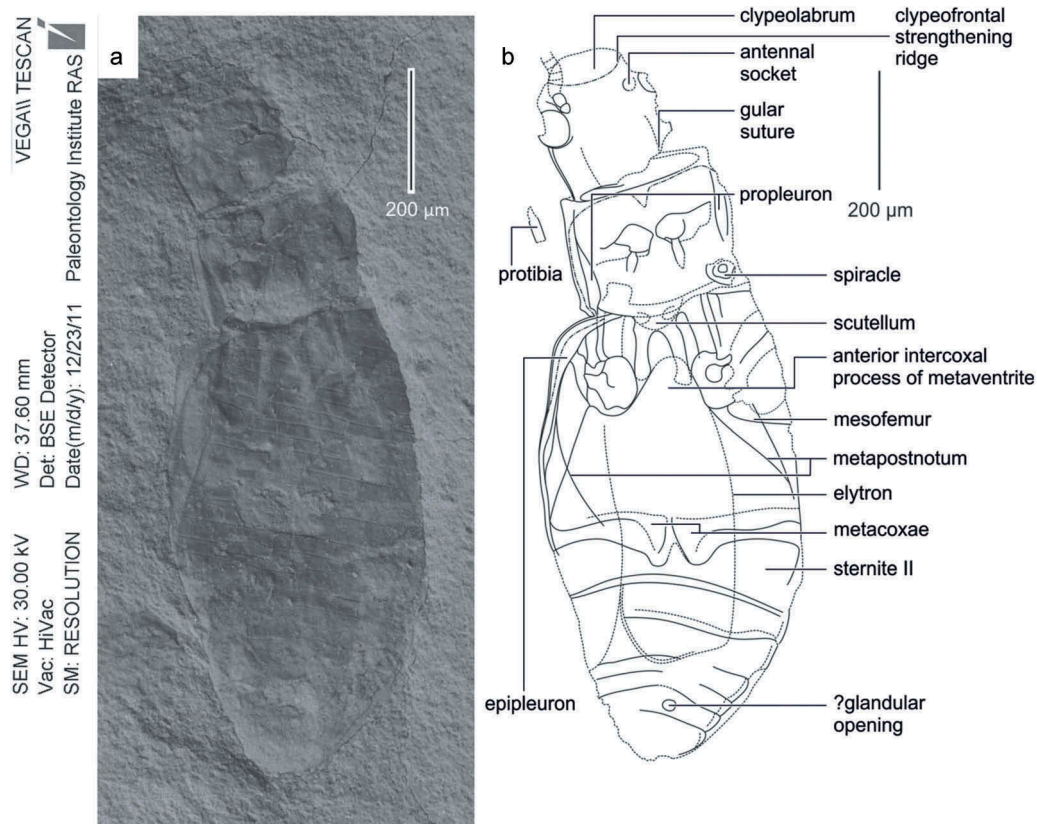 SEM HV: 30.00 kV WD: 37.60 mm VEGA\\ TESCAN
Vac: HiVac Det: BSE Detector
SM: RESOLUTION Date(m/d/y): 12/23/11 Paleontology Institute RAS
a
200 µm
b
clypeolabrum
clypeofrontal
strengthening
ridge
antennal
socket
gular
suture
propleuron
200 µm
protibia
spiracle
scutellum
anterior intercoxal
process of metaventrite
mesofemur
metapostnotum
elytron
metacoxae
sternite II
epipleuron
?glandular
opening